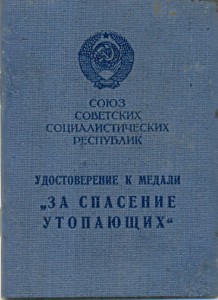 СОЮЗ
СОВЕТСКИХ
СОЦИАЛИСТИЧЕСКИХ
РЕСПУБЛИК
УДОСТОВЕРЕНИЕ К МЕДАЛИ
„ЗА СПАСЕНИЕ
УТОПАЮЩИХ“